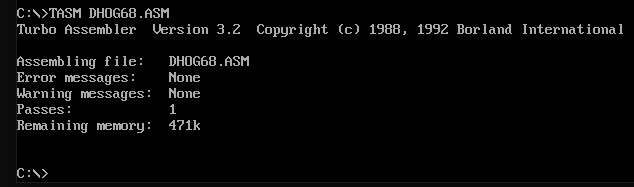 C:\>TASM DHOG68.ASM
Turbo Assembler  Version 3.2  Copyright (c) 1988, 1992 Borland International
Assembling file:   DHOG68.ASM
Error messages:    None
Warning messages:  None
Passes:            1
Remaining memory:  471k
C:\>